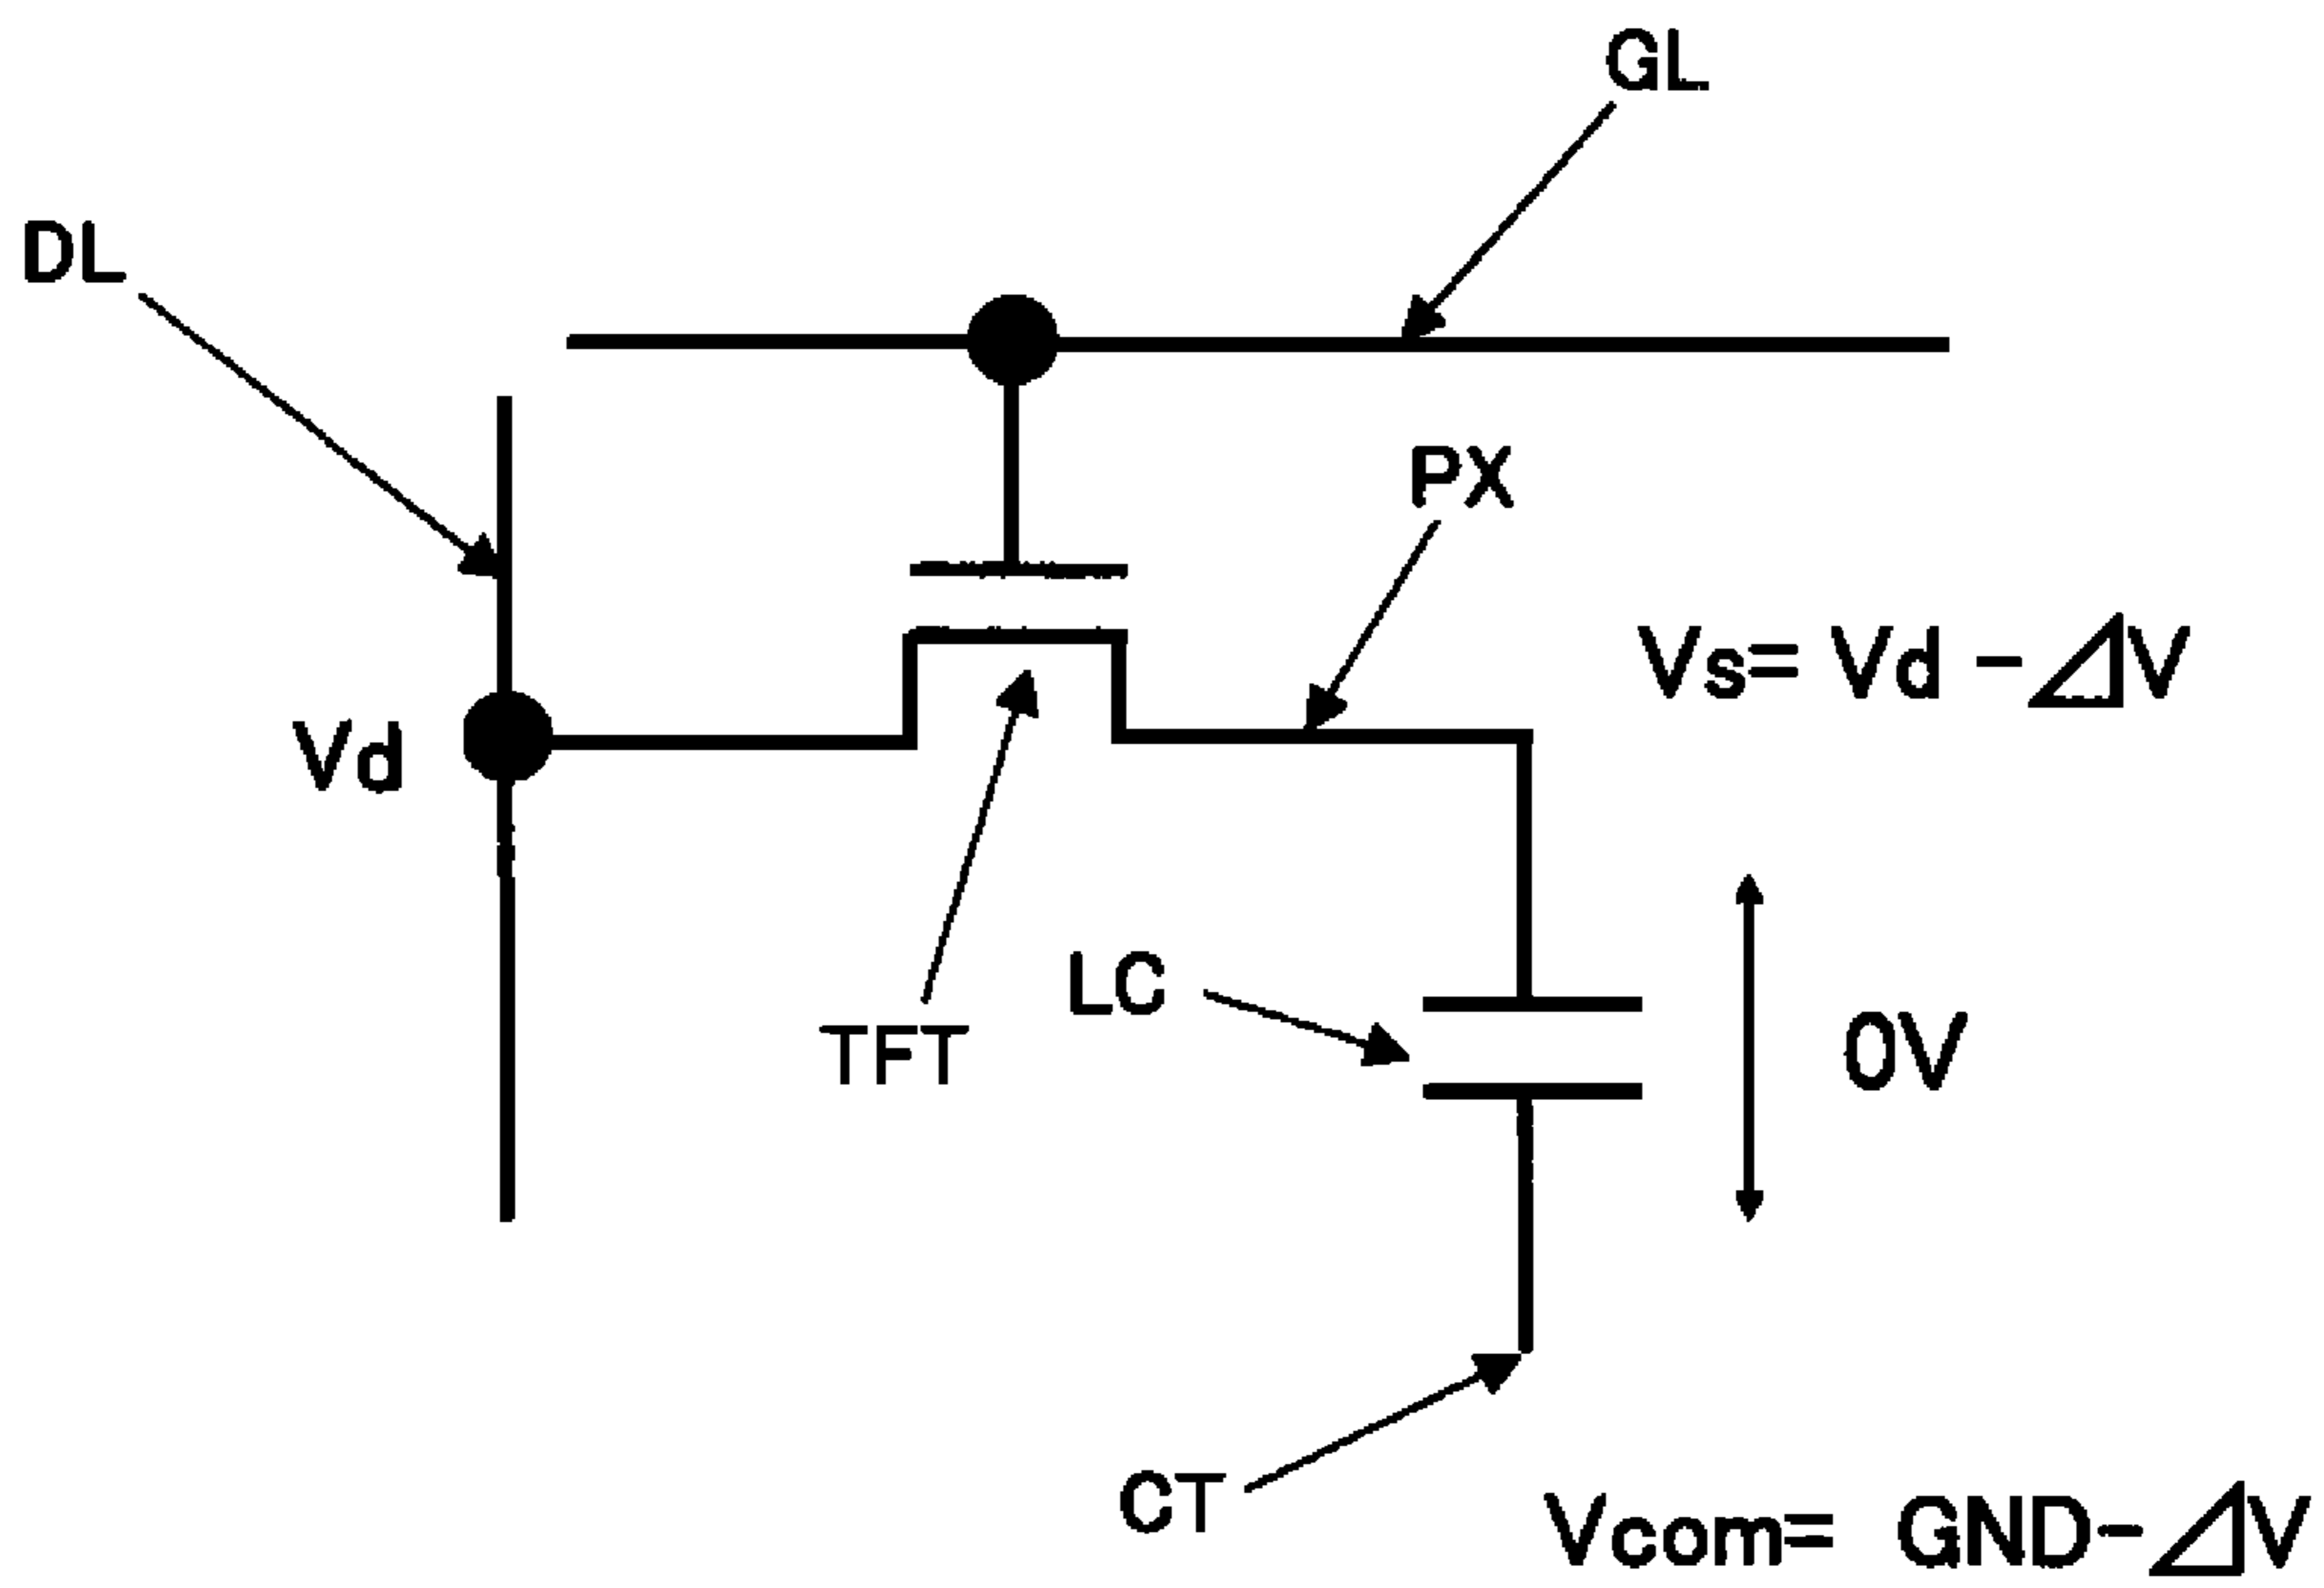 GL
DL
PX
Vs= Vd -⊿V
Vd
LC
TFT
0V
CT
Vcom= GND-⊿V